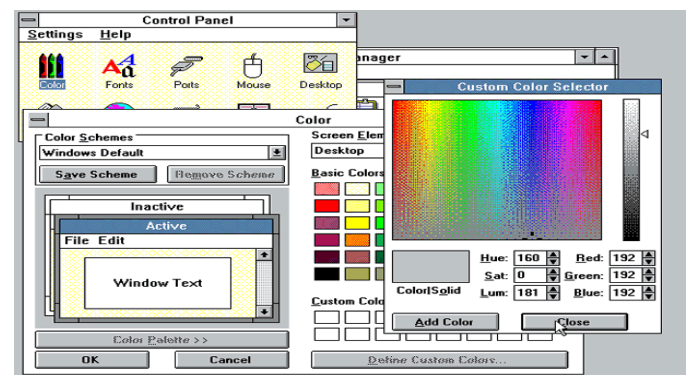 Control Panel
Settings Help
Color Fonts Ports Mouse Desktop
anager
Color
Color Schemes
Windows Default
Save Scheme Remove Scheme
Inactive
Active
File Edit
Window Text
Color Palette >>
OK Cancel
Screen Elem
Desktop
Basic Colors
Custom Colo
Define Custom Colors...
Custom Color Selector
Color|Solid
Hue: 160 Red: 192
Sat: 0 Green: 192
Lum: 181 Blue: 192
Add Color Close